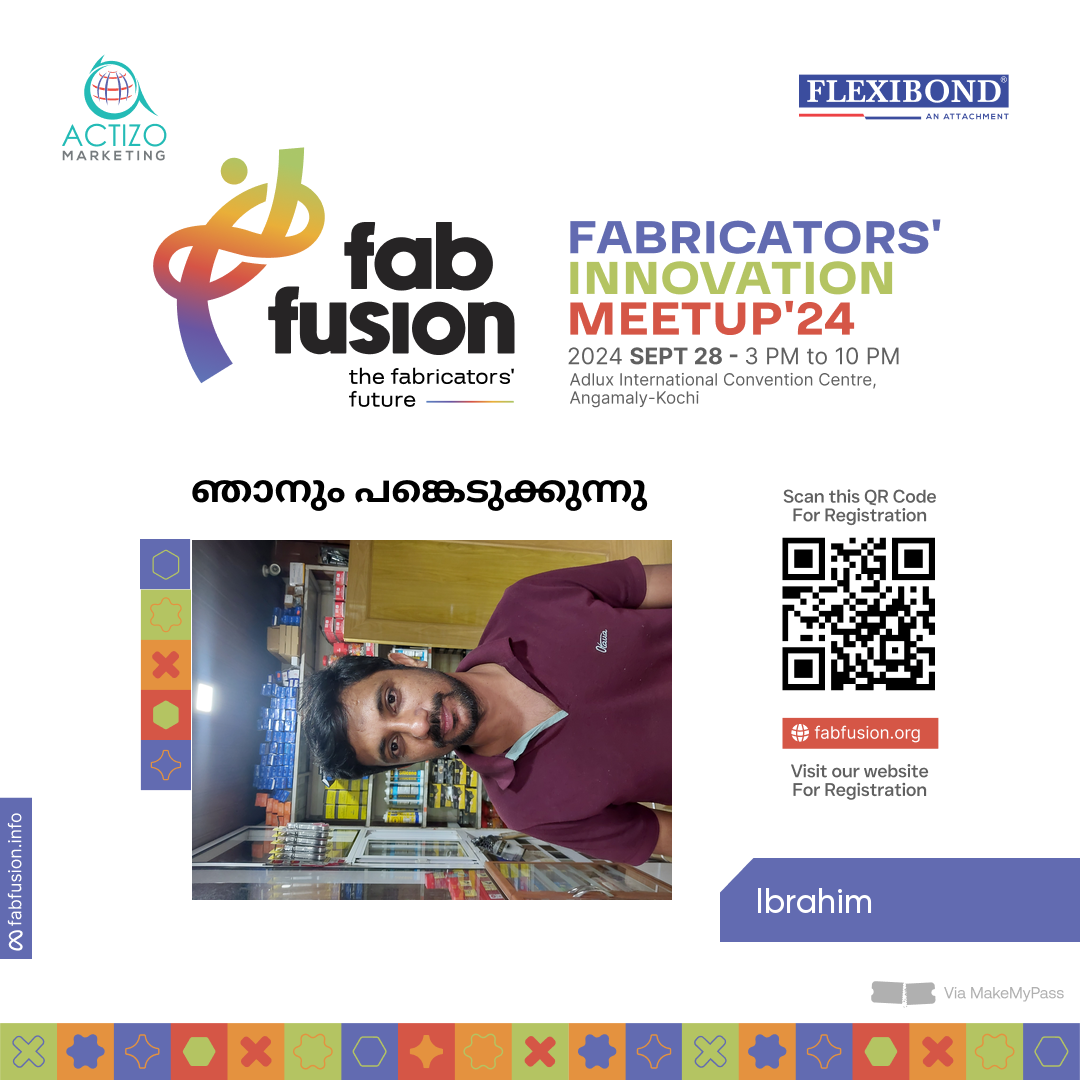 ACTIZO
MARKETING
FLEXIBOND®
AN ATTACHMENT
fab
fusion
the fabricators'
future
FABRICATORS'
INNOVATION
MEETUP'24
2024 SEPT 28 - 3 PM to 10 PM
Adlux International Convention Centre,
Angamaly-Kochi
ഞാനും പങ്കെടുക്കുന്നു
Scan this QR Code
For Registration
fabfusion.org
Visit our website
For Registration
fabfusion.info
Ibrahim
Via MakeMyPass